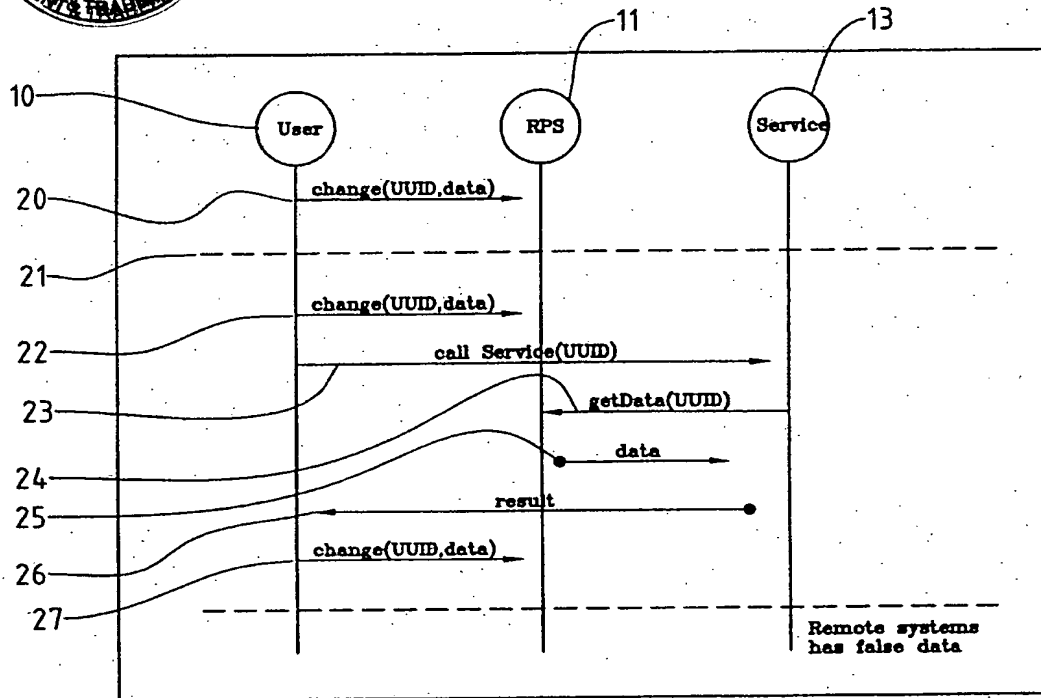 11
13
10
User
RPS
Service
change(UUID,data)
20
21
change(UUID,data)
22
call Service(UUID)
23
getData(UUID)
data
24
result
25
change(UUID,data)
26
27
Remote systems
has false data